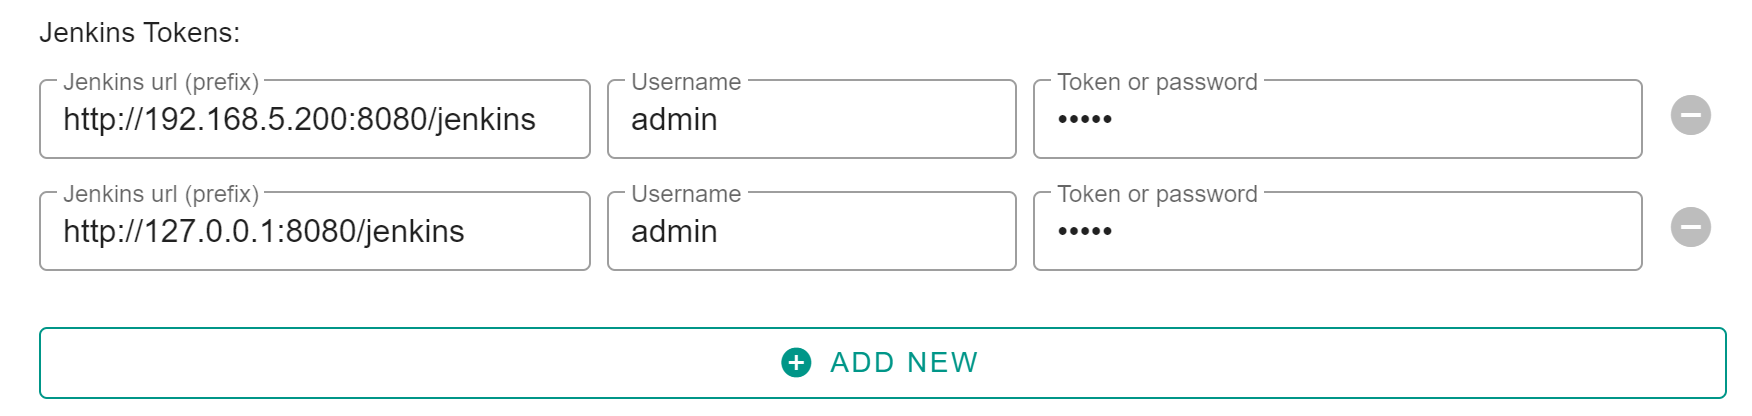 Jenkins Tokens:
Jenkins url (prefix) Username Token or password
http://192.168.5.200:8080/jenkins admin •••••
Jenkins url (prefix) Username Token or password
http://127.0.0.1:8080/jenkins admin •••••
ADD NEW